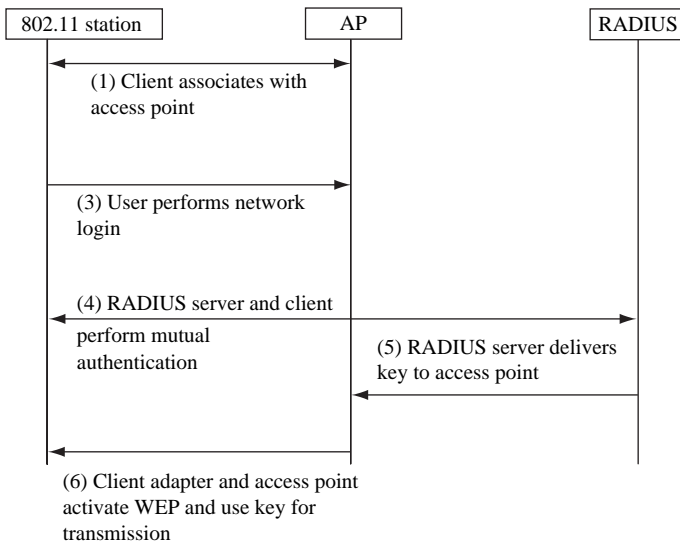 802.11 station
AP
RADIUS
(1) Client associates with
access point
(3) User performs network
login
(4) RADIUS server and client
perform mutual
authentication
(5) RADIUS server delivers
key to access point
(6) Client adapter and access point
activate WEP and use key for
transmission